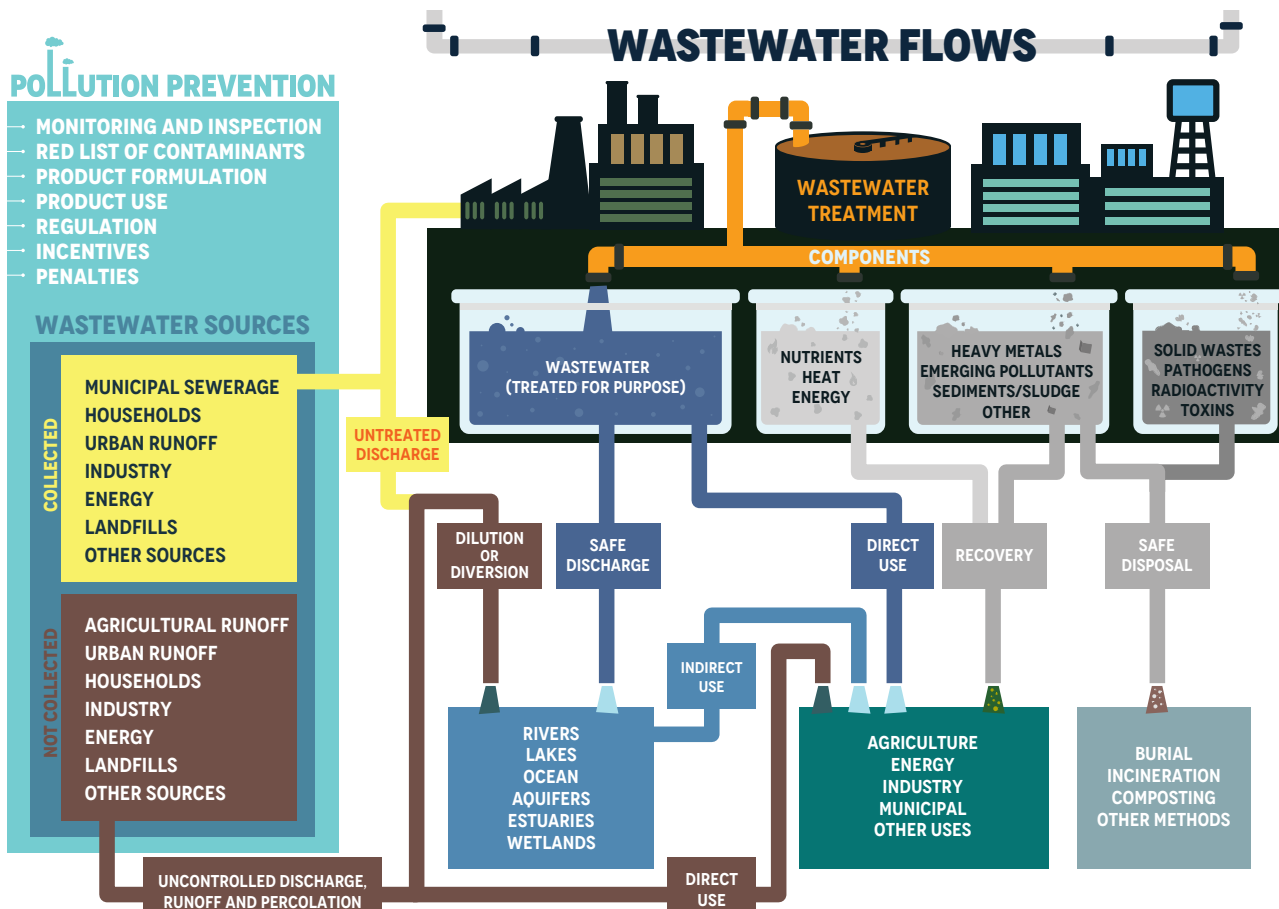 WASTEWATER FLOWS
POLLUTION PREVENTION
MONITORING AND INSPECTION
RED LIST OF CONTAMINANTS
PRODUCT FORMULATION
PRODUCT USE
REGULATION
INCENTIVES
PENALTIES
WASTEWATER SOURCES
COLLECTED
MUNICIPAL SEWERAGE
HOUSEHOLDS
URBAN RUNOFF
INDUSTRY
ENERGY
LANDFILLS
OTHER SOURCES
NOT COLLECTED
AGRICULTURAL RUNOFF
URBAN RUNOFF
HOUSEHOLDS
INDUSTRY
ENERGY
LANDFILLS
OTHER SOURCES
UNCONTROLLED DISCHARGE,
RUNOFF AND PERCOLATION
UNTREATED
DISCHARGE
WASTEWATER
TREATMENT
COMPONENTS
WASTEWATER
(TREATED FOR PURPOSE)
NUTRIENTS
HEAT
ENERGY
HEAVY METALS
EMERGING POLLUTANTS
SEDIMENTS/SLUDGE
OTHER
SOLID WASTES
PATHOGENS
RADIOACTIVITY
TOXINS
DILUTION
OR
DIVERSION
SAFE
DISCHARGE
DIRECT
USE
RECOVERY
SAFE
DISPOSAL
INDIRECT
USE
RIVERS
LAKES
OCEAN
AQUIFERS
ESTUARIES
WETLANDS
AGRICULTURE
ENERGY
INDUSTRY
MUNICIPAL
OTHER USES
BURIAL
INCINERATION
COMPOSTING
OTHER METHODS
DIRECT
USE